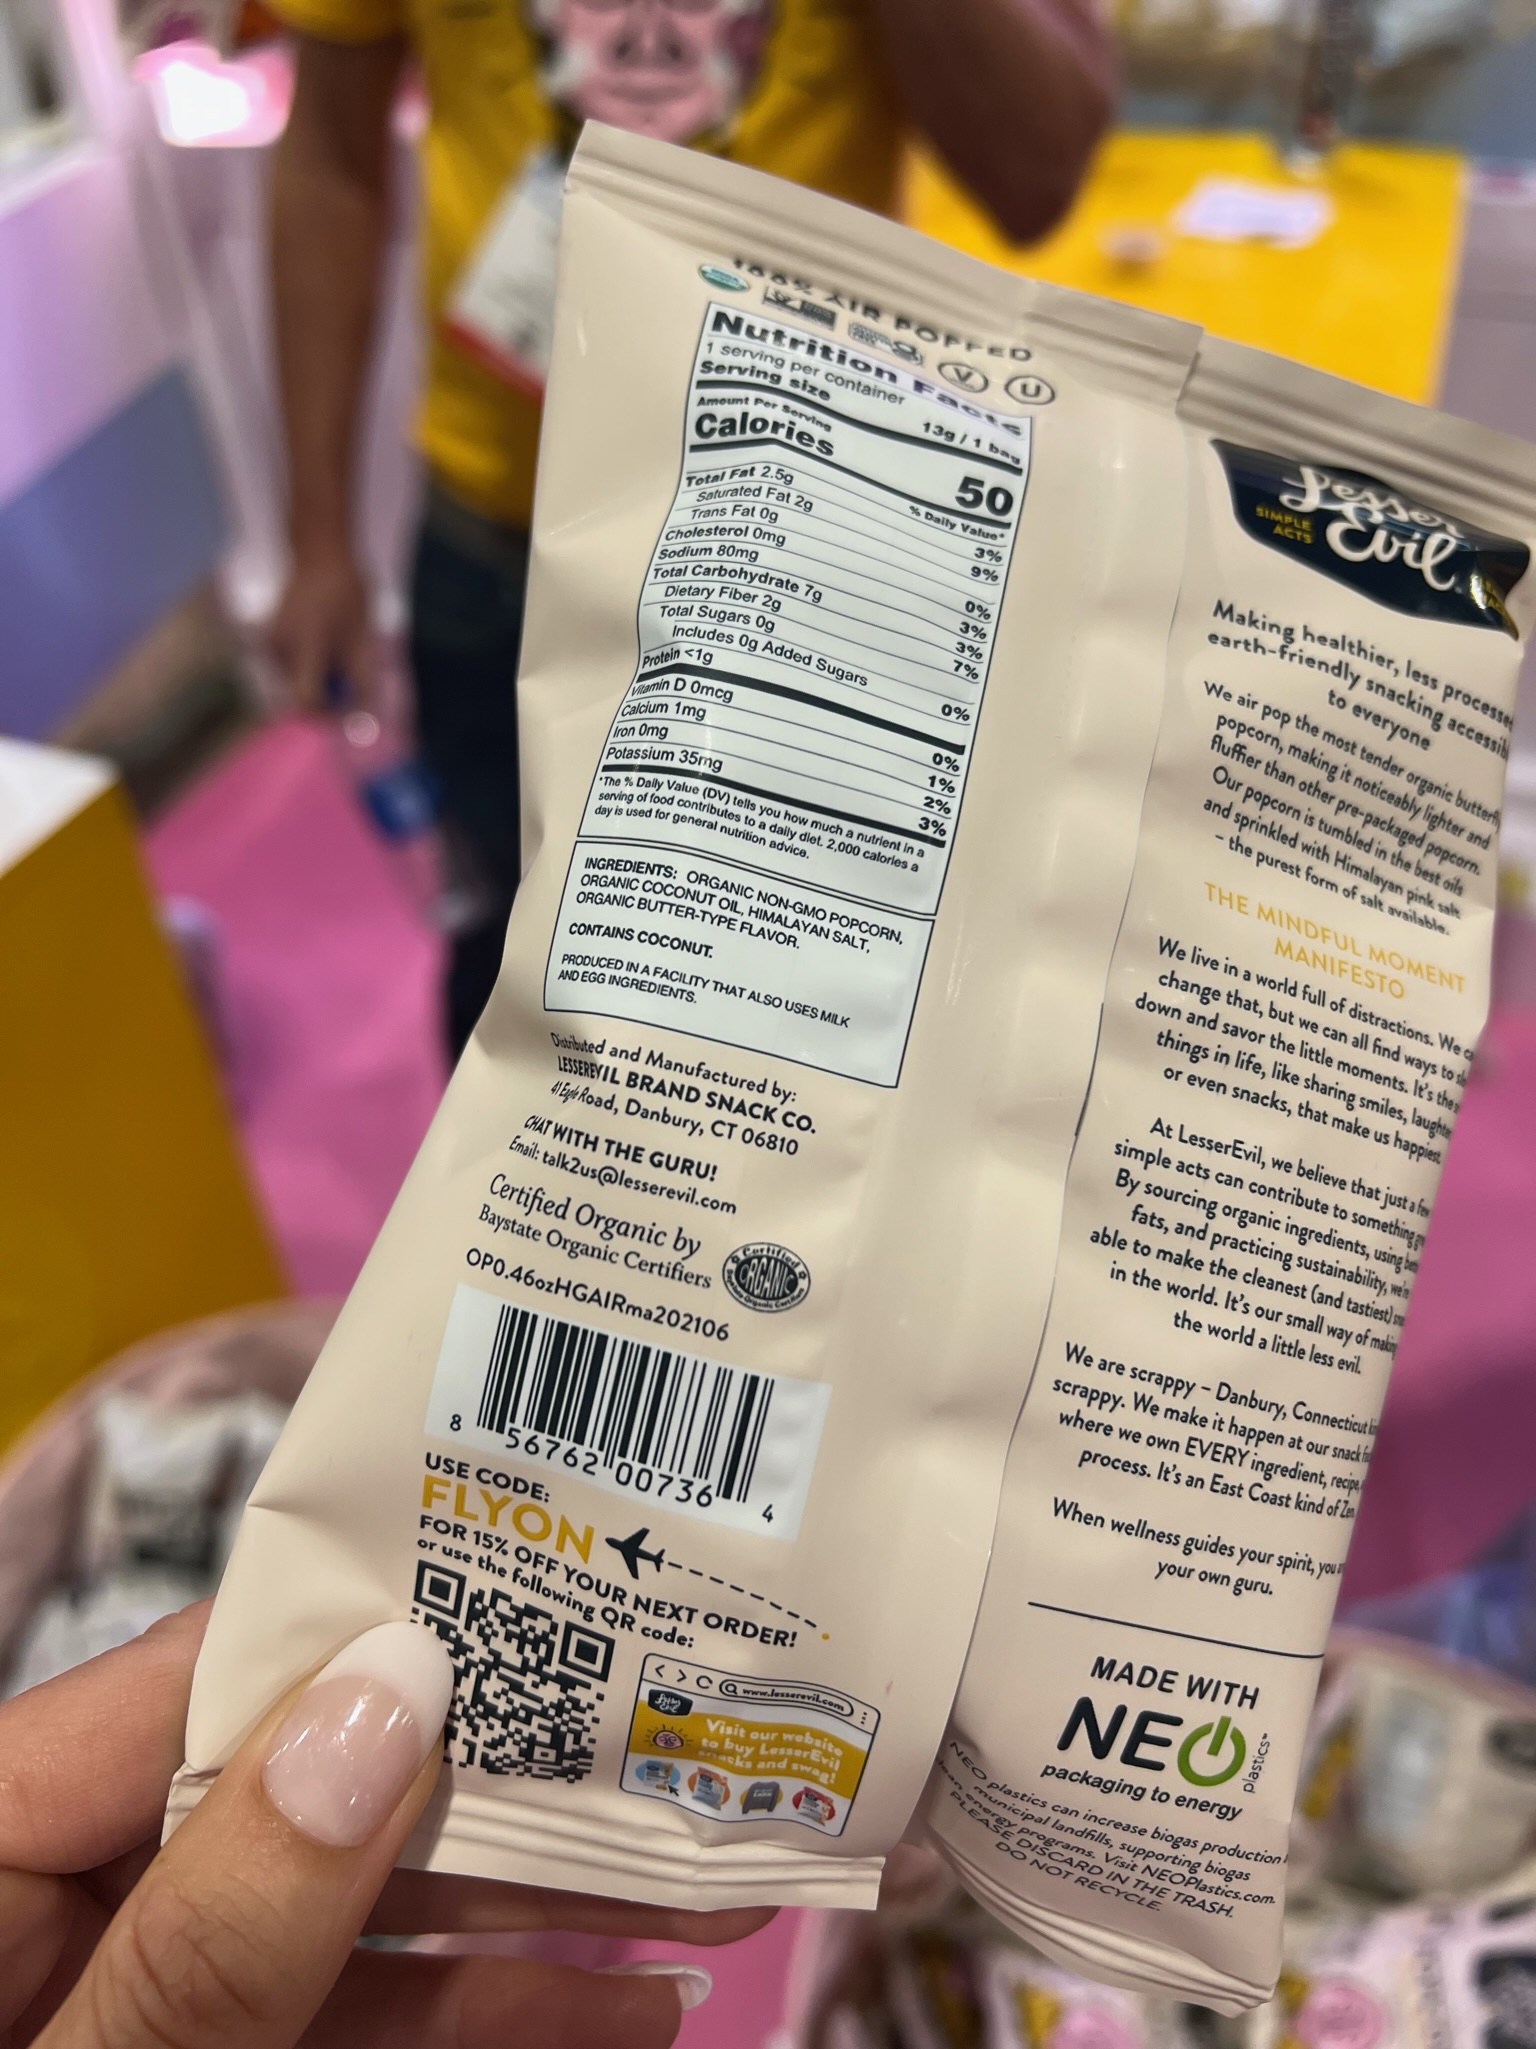 100% AIR POPPED
V U
Nutrition Facts
1 serving per container
Serving size 13g / 1 bag
Amount Per Serving
Calories 50
% Daily Value*
Total Fat 2.5g 3%
Saturated Fat 2g 9%
Trans Fat 0g
Cholesterol 0mg 0%
Sodium 80mg 3%
Total Carbohydrate 7g 3%
Dietary Fiber 2g 7%
Total Sugars 0g
Includes 0g Added Sugars 0%
Protein <1g
Vitamin D 0mcg 0%
Calcium 1mg 1%
Iron 0mg 2%
Potassium 35mg 3%
*The % Daily Value (DV) tells you how much a nutrient in a
serving of food contributes to a daily diet. 2,000 calories a
day is used for general nutrition advice.
INGREDIENTS: ORGANIC NON-GMO POPCORN,
ORGANIC COCONUT OIL, HIMALAYAN SALT,
ORGANIC BUTTER-TYPE FLAVOR.
CONTAINS COCONUT.
PRODUCED IN A FACILITY THAT ALSO USES MILK
AND EGG INGREDIENTS.
Distributed and Manufactured by:
LESSEREVIL BRAND SNACK CO.
41 Eagle Road, Danbury, CT 06810
CHAT WITH THE GURU!
Email: talk2us@lesserevil.com
Certified Organic by
Baystate Organic Certifiers
Certified
ORGANIC
Baystate Organic Certifiers
OP0.46ozHGAIRma202106
8 56762 00736 4
USE CODE:
FLYON
FOR 15% OFF YOUR NEXT ORDER!
or use the following QR code:
www.lesserevil.com
Lesser Evil
Visit our website
to buy LesserEvil
snacks and swag!
Lesser
Evil
SIMPLE
ACTS
Making healthier, less processe
earth-friendly snacking accessib
to everyone
We air pop the most tender organic butterfl
popcorn, making it noticeably lighter and
fluffier than other pre-packaged popcorn.
Our popcorn is tumbled in the best oils
and sprinkled with Himalayan pink salt
– the purest form of salt available.
THE MINDFUL MOMENT
MANIFESTO
We live in a world full of distractions. We ca
change that, but we can all find ways to sl
down and savor the little moments. It's the
things in life, like sharing smiles, laughte
or even snacks, that make us happiest.
At LesserEvil, we believe that just a few
simple acts can contribute to something
By sourcing organic ingredients, using
fats, and practicing sustainability, we're
able to make the cleanest (and tastiest)
in the world. It's our small way of making
the world a little less evil.
We are scrappy – Danbury, Connecticut
scrappy. We make it happen at our snack
where we own EVERY ingredient, recipe,
process. It's an East Coast kind of Zen
When wellness guides your spirit, you
your own guru.
MADE WITH
NEO
plastics™
packaging to energy
NEO plastics can increase biogas production
municipal landfills, supporting biogas
energy programs. Visit NEOPlastics.com.
PLEASE DISCARD IN THE TRASH.
DO NOT RECYCLE.